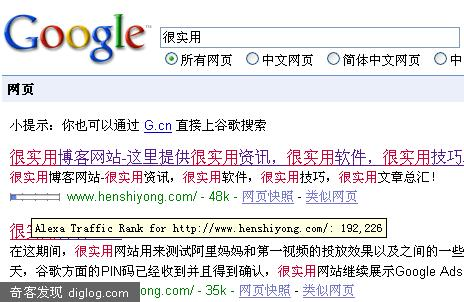 Google™
很实用
所有网页 中文网页 简体中文网页 中
网页
小提示：你也可以通过 G.cn 直接上谷歌搜索
很实用博客网站-这里提供很实用资讯，很实用软件，很实用技巧
很实用博客网站-很实用资讯，很实用软件，很实用技巧，很实用文章总汇！
www.henshiyong.com/ - 48k - 网页快照 - 类似网页
很
Alexa Traffic Rank for http://www.henshiyong.com/: 192,226
在这期间，很实用网站用来测试阿里妈妈和第一视频的投放效果以及之间的一些
天，谷歌方面的PIN码已经收到并且得到确认，很实用网站继续展示Google Ads
ong.com/ - 35k - 网页快照 - 类似网页
奇客发现 diglog.com